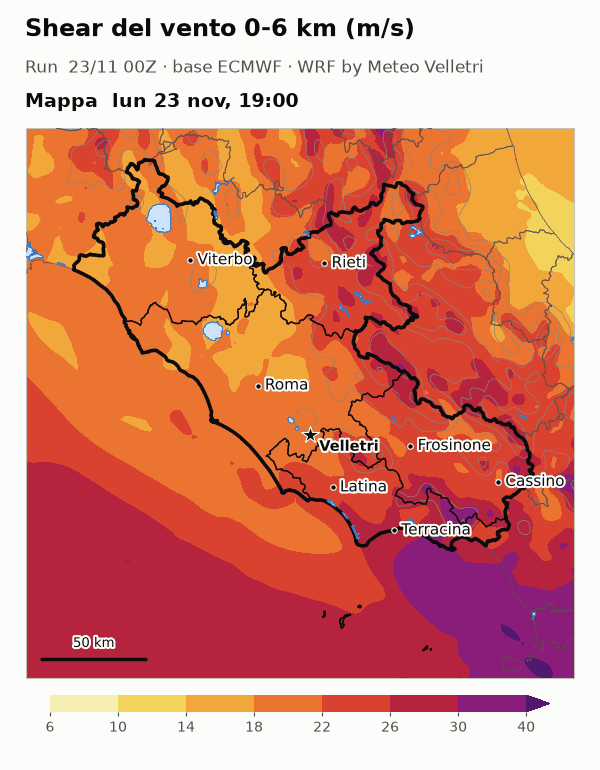 Shear del vento 0-6 km (m/s)
Run 23/11 00Z · base ECMWF · WRF by Meteo Velletri
Mappa lun 23 nov, 19:00
Viterbo
Rieti
Roma
Velletri
Frosinone
Latina
Cassino
Terracina
50 km
6 10 14 18 22 26 30 40